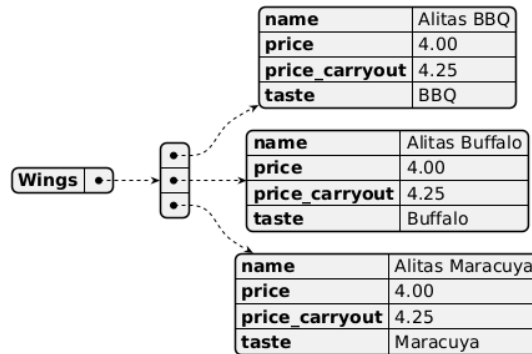 name Alitas BBQ
price 4.00
price_carryout 4.25
taste BBQ
Wings
name Alitas Buffalo
price 4.00
price_carryout 4.25
taste Buffalo
name Alitas Maracuya
price 4.00
price_carryout 4.25
taste Maracuya